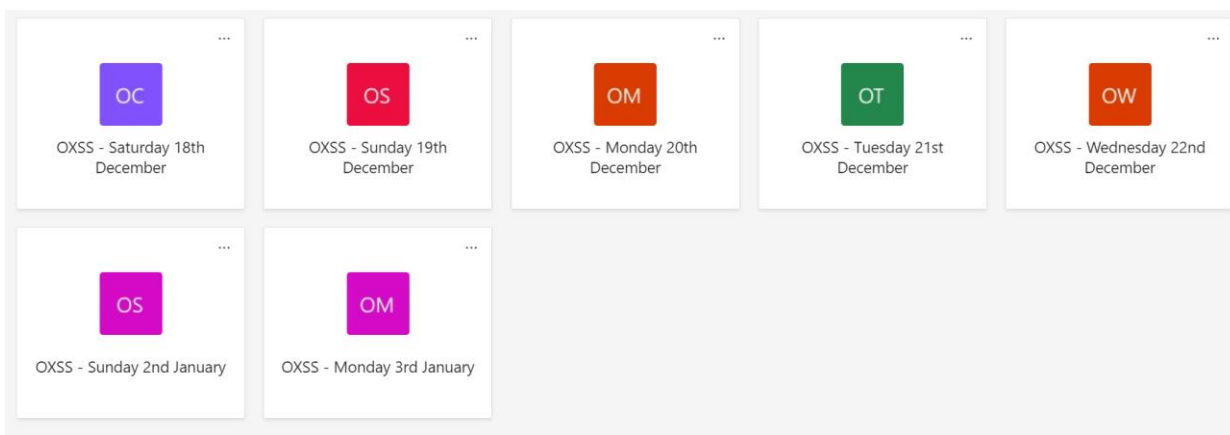 ...
...
...
...
...
OC
OS
OM
OT
OW
OXSS - Saturday 18th
December
OXSS - Sunday 19th
December
OXSS - Monday 20th
December
OXSS - Tuesday 21st
December
OXSS - Wednesday 22nd
December
...
...
OS
OM
OXSS - Sunday 2nd January
OXSS - Monday 3rd January